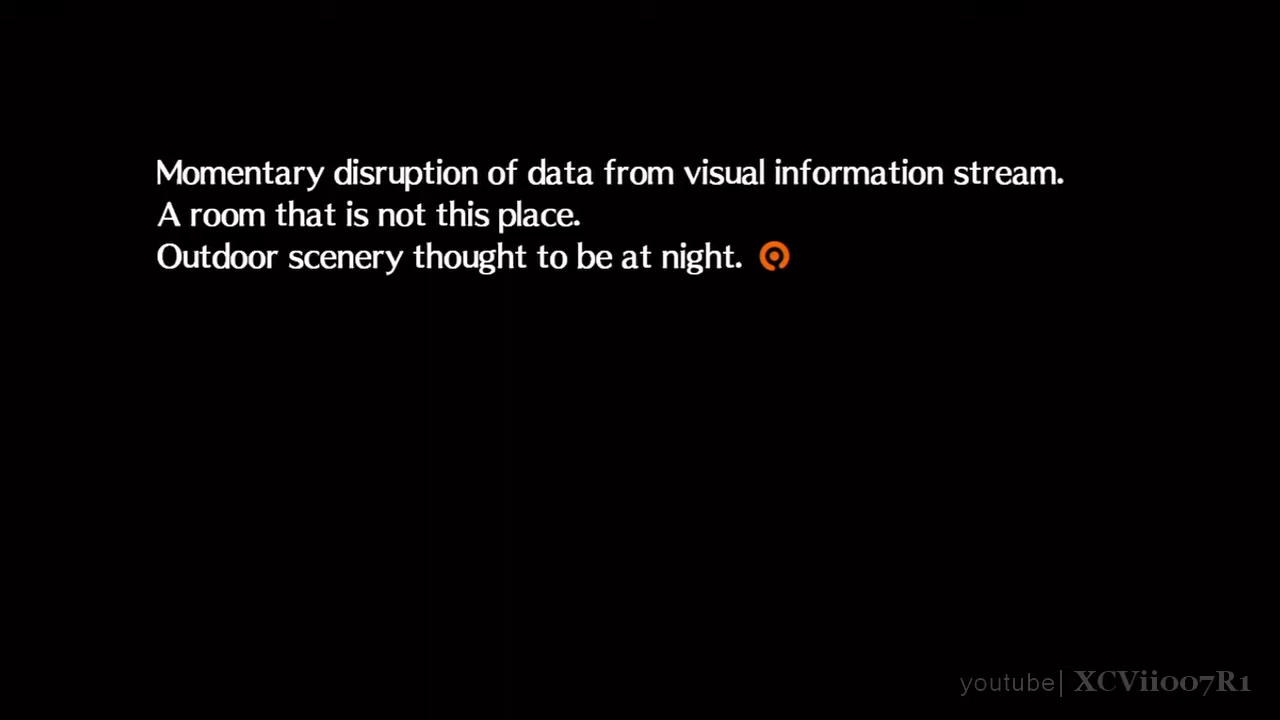 Momentary disruption of data from visual information stream.
A room that is not this place.
Outdoor scenery thought to be at night.
youtube| XCVii007R1